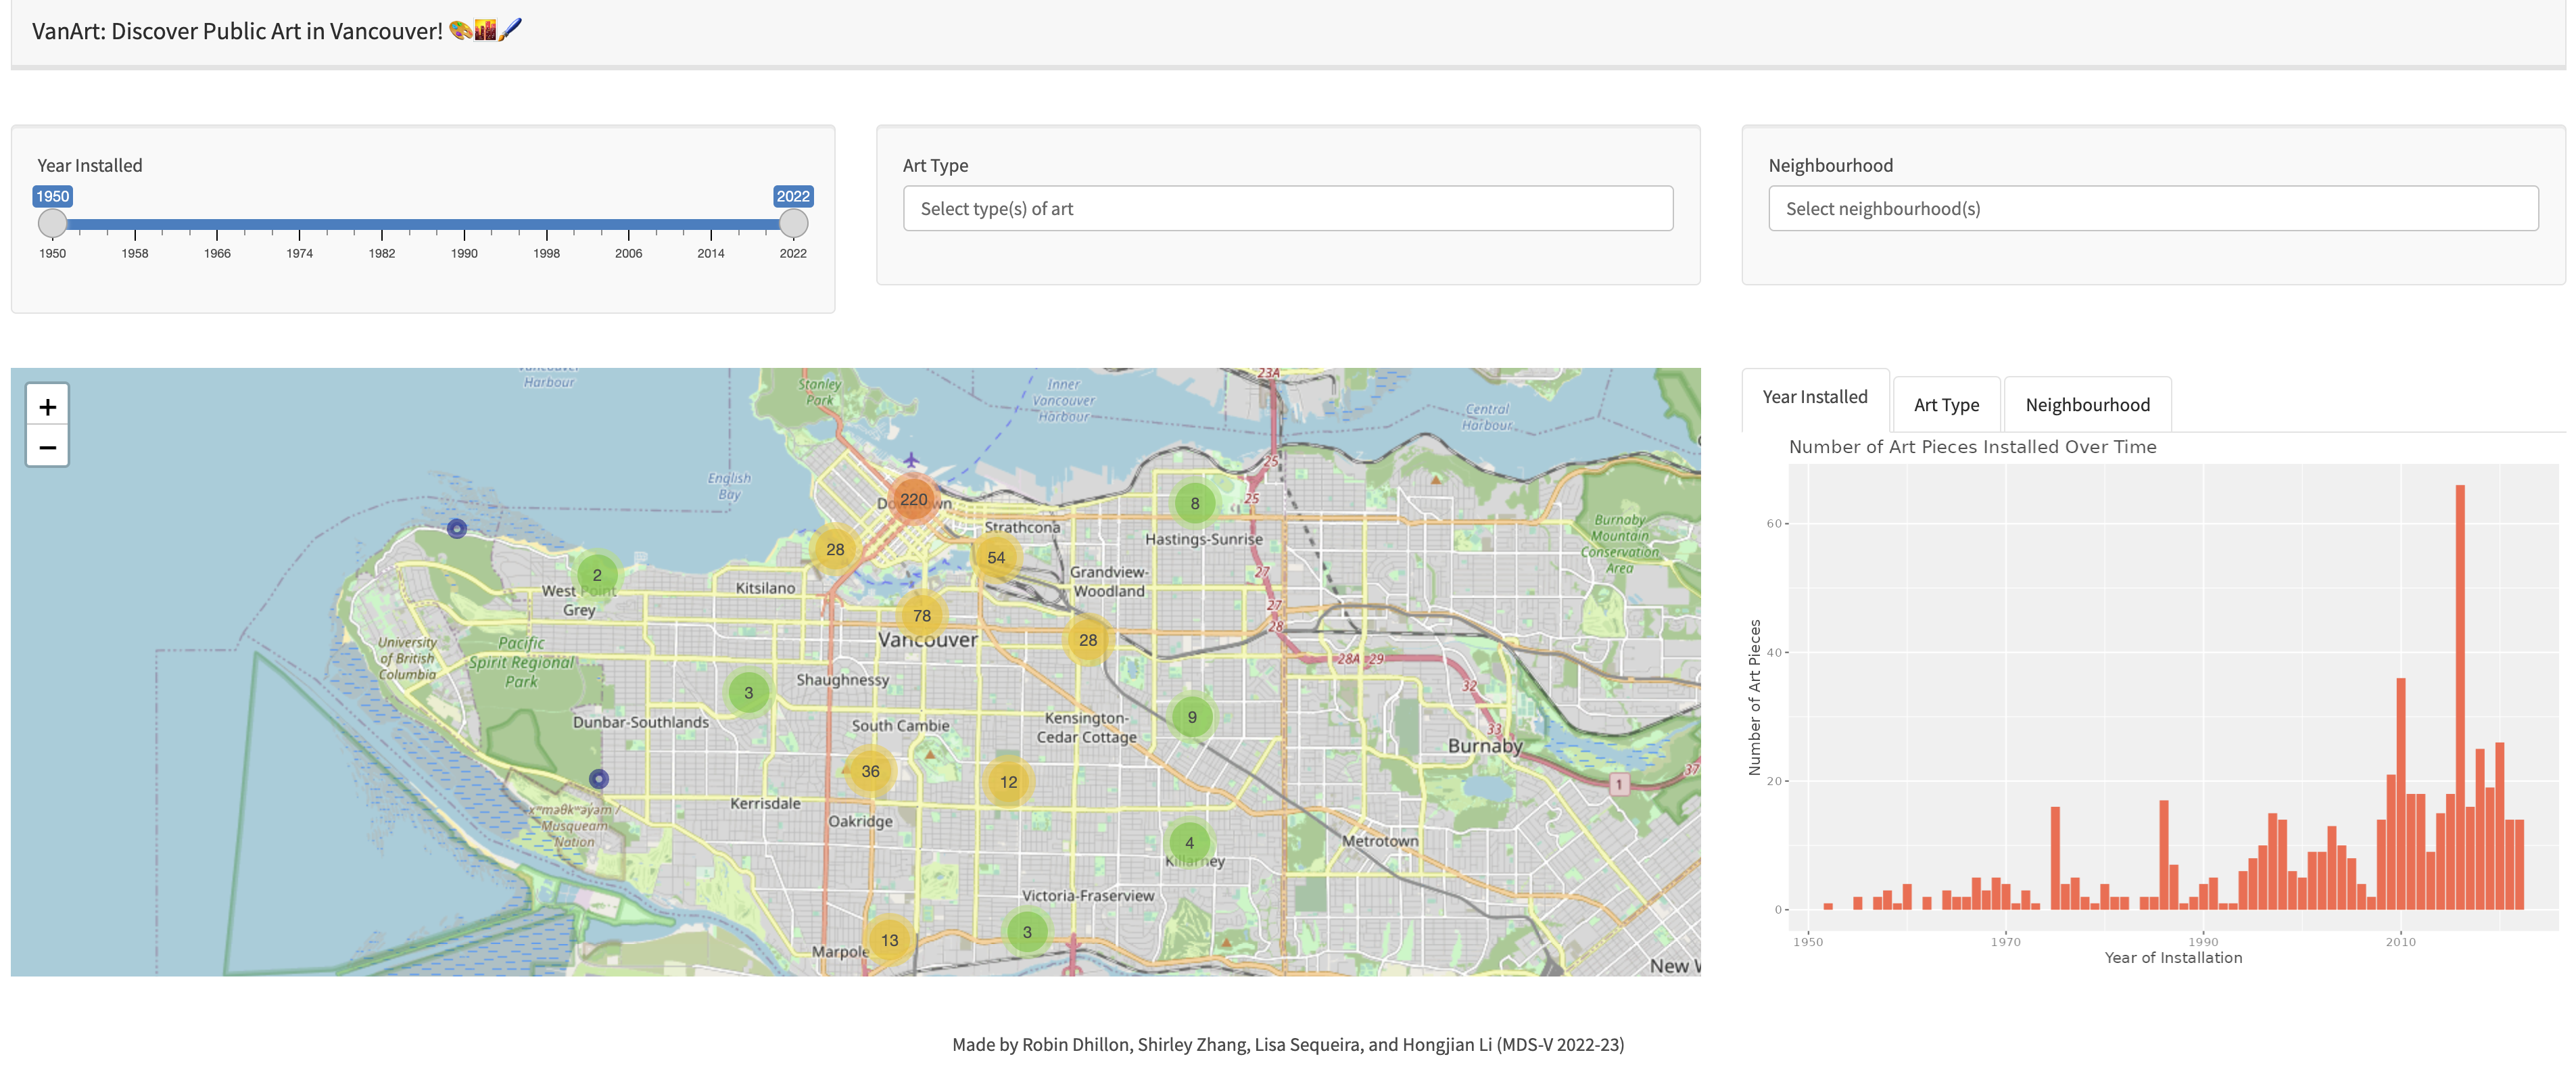 VanArt: Discover Public Art in Vancouver! 🎨🌇🖌️
Year Installed
1950
2022
1950 1958 1966 1974 1982 1990 1998 2006 2014 2022
Art Type
Select type(s) of art
Neighbourhood
Select neighbourhood(s)
+
−
Vancouver
Harbour
Stanley
Park
Inner
Vancouver
Harbour
23A
Central
Harbour
25
English
Bay
220
25
8
Strathcona
Hastings-Sunrise
Burnaby
Mountain
Conservation
Area
28
54
27
2
West Point
Grey
Kitsilano
Grandview-
Woodland
27
78
28
Vancouver
28
University
of British
Columbia
Pacific
Spirit Regional
Park
28A
29
Shaughnessy
32
3
Dunbar-Southlands
South Cambie
Kensington-
Cedar Cottage
9
33
Burnaby
36
12
37
1
Kerrisdale
Oakridge
xʷməθkʷəy̓əm /
Musqueam
Nation
4
Killarney
Metrotown
Victoria-Fraserview
13
3
Marpole
New W
Year Installed
Art Type
Neighbourhood
Number of Art Pieces Installed Over Time
Number of Art Pieces
60
40
20
0
1950 1970 1990 2010
Year of Installation
Made by Robin Dhillon, Shirley Zhang, Lisa Sequeira, and Hongjian Li (MDS-V 2022-23)